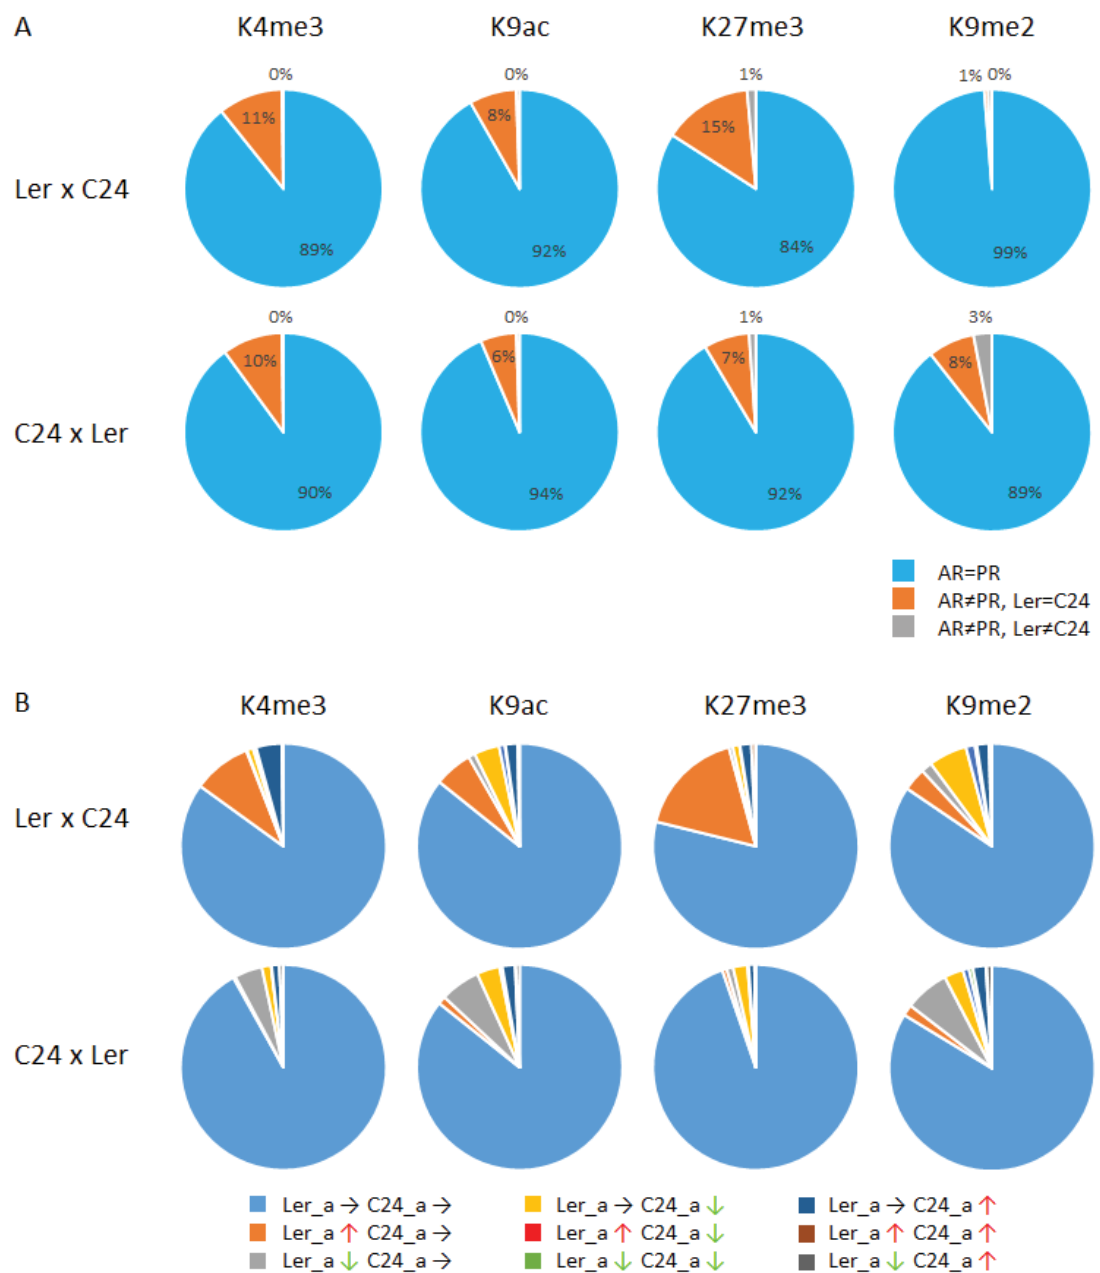 A
K4me3 K9ac K27me3 K9me2
0% 0% 1% 1% 0%
Ler x C24
11% 8% 15%
89% 92% 84% 99%
0% 0% 1% 3%
C24 x Ler
10% 6% 7% 8%
90% 94% 92% 89%
AR=PR
AR≠PR, Ler=C24
AR≠PR, Ler≠C24
B
K4me3 K9ac K27me3 K9me2
Ler x C24
C24 x Ler
Ler_a → C24_a → Ler_a → C24_a ↓ Ler_a → C24_a ↑
Ler_a ↑ C24_a → Ler_a ↑ C24_a ↓ Ler_a ↑ C24_a ↑
Ler_a ↓ C24_a → Ler_a ↓ C24_a ↓ Ler_a ↓ C24_a ↑